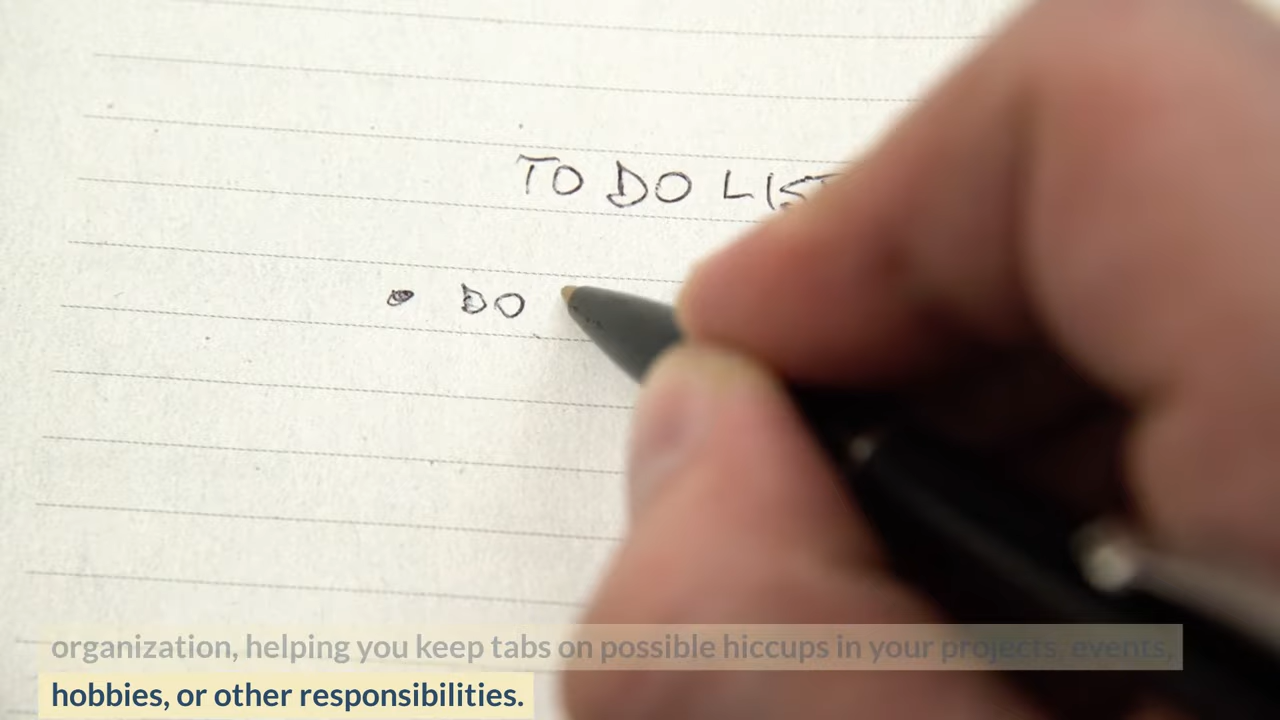 TO DO LIST
• DO
organization, helping you keep tabs on possible hiccups in your projects, events,
hobbies, or other responsibilities.